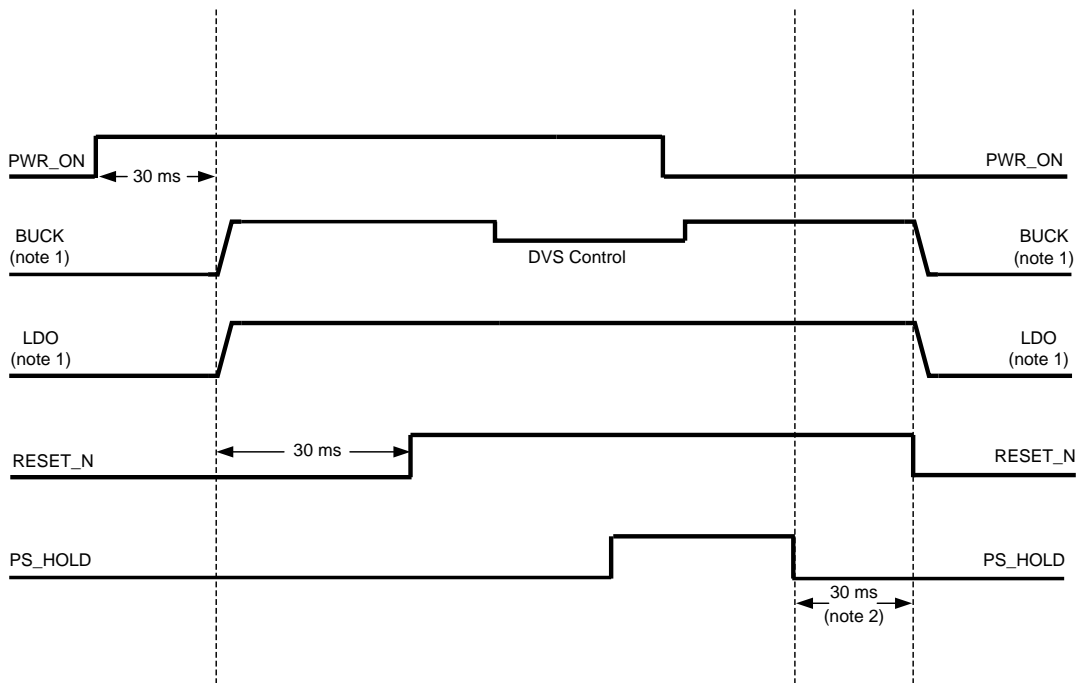 PWR_ON
30 ms
PWR_ON
BUCK
(note 1)
DVS Control
BUCK
(note 1)
LDO
(note 1)
LDO
(note 1)
30 ms
RESET_N
RESET_N
PS_HOLD
PS_HOLD
30 ms
(note 2)